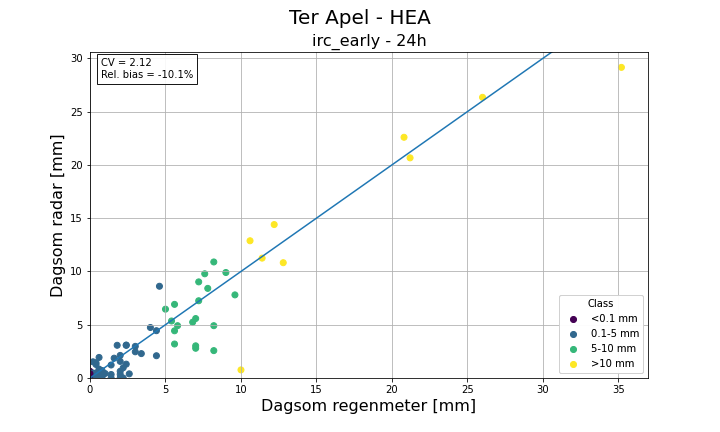 Ter Apel - HEA
irc_early - 24h
CV = 2.12
Rel. bias = -10.1%
30
25
20
15
10
5
0
Dagsom radar [mm]
Class
<0.1 mm
0.1-5 mm
5-10 mm
>10 mm
0 5 10 15 20 25 30 35
Dagsom regenmeter [mm]